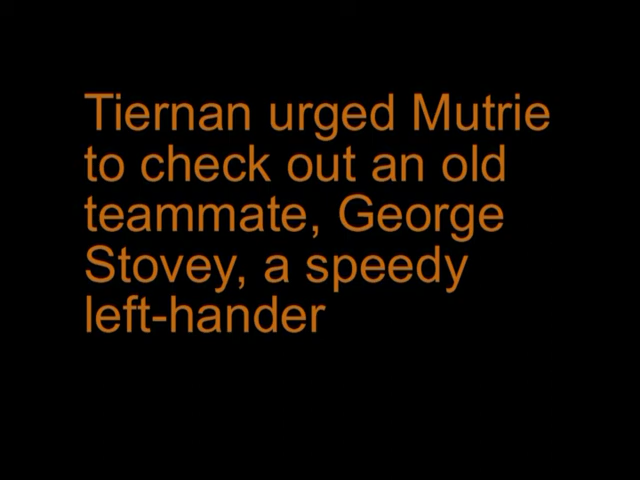 Tiernan urged Mutrie
to check out an old
teammate, George
Stovey, a speedy
left-hander